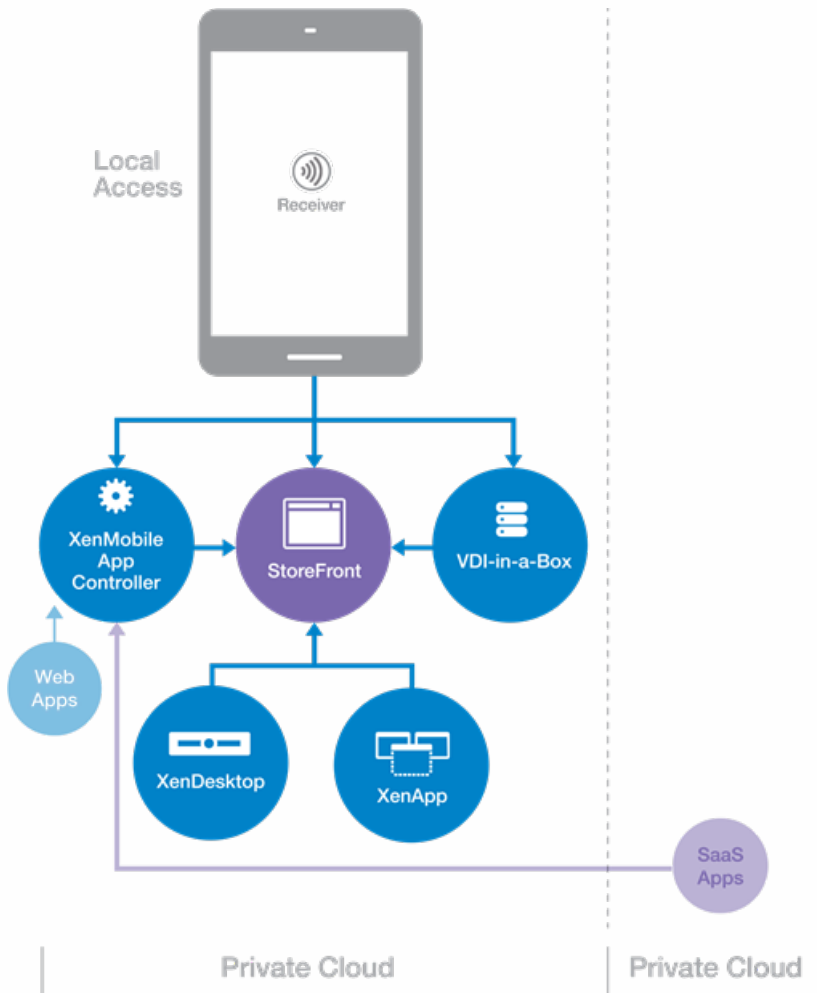 Local
Access
Receiver
XenMobile
App
Controller
StoreFront
VDI-in-a-Box
Web
Apps
XenDesktop
XenApp
SaaS
Apps
Private Cloud
Private Cloud